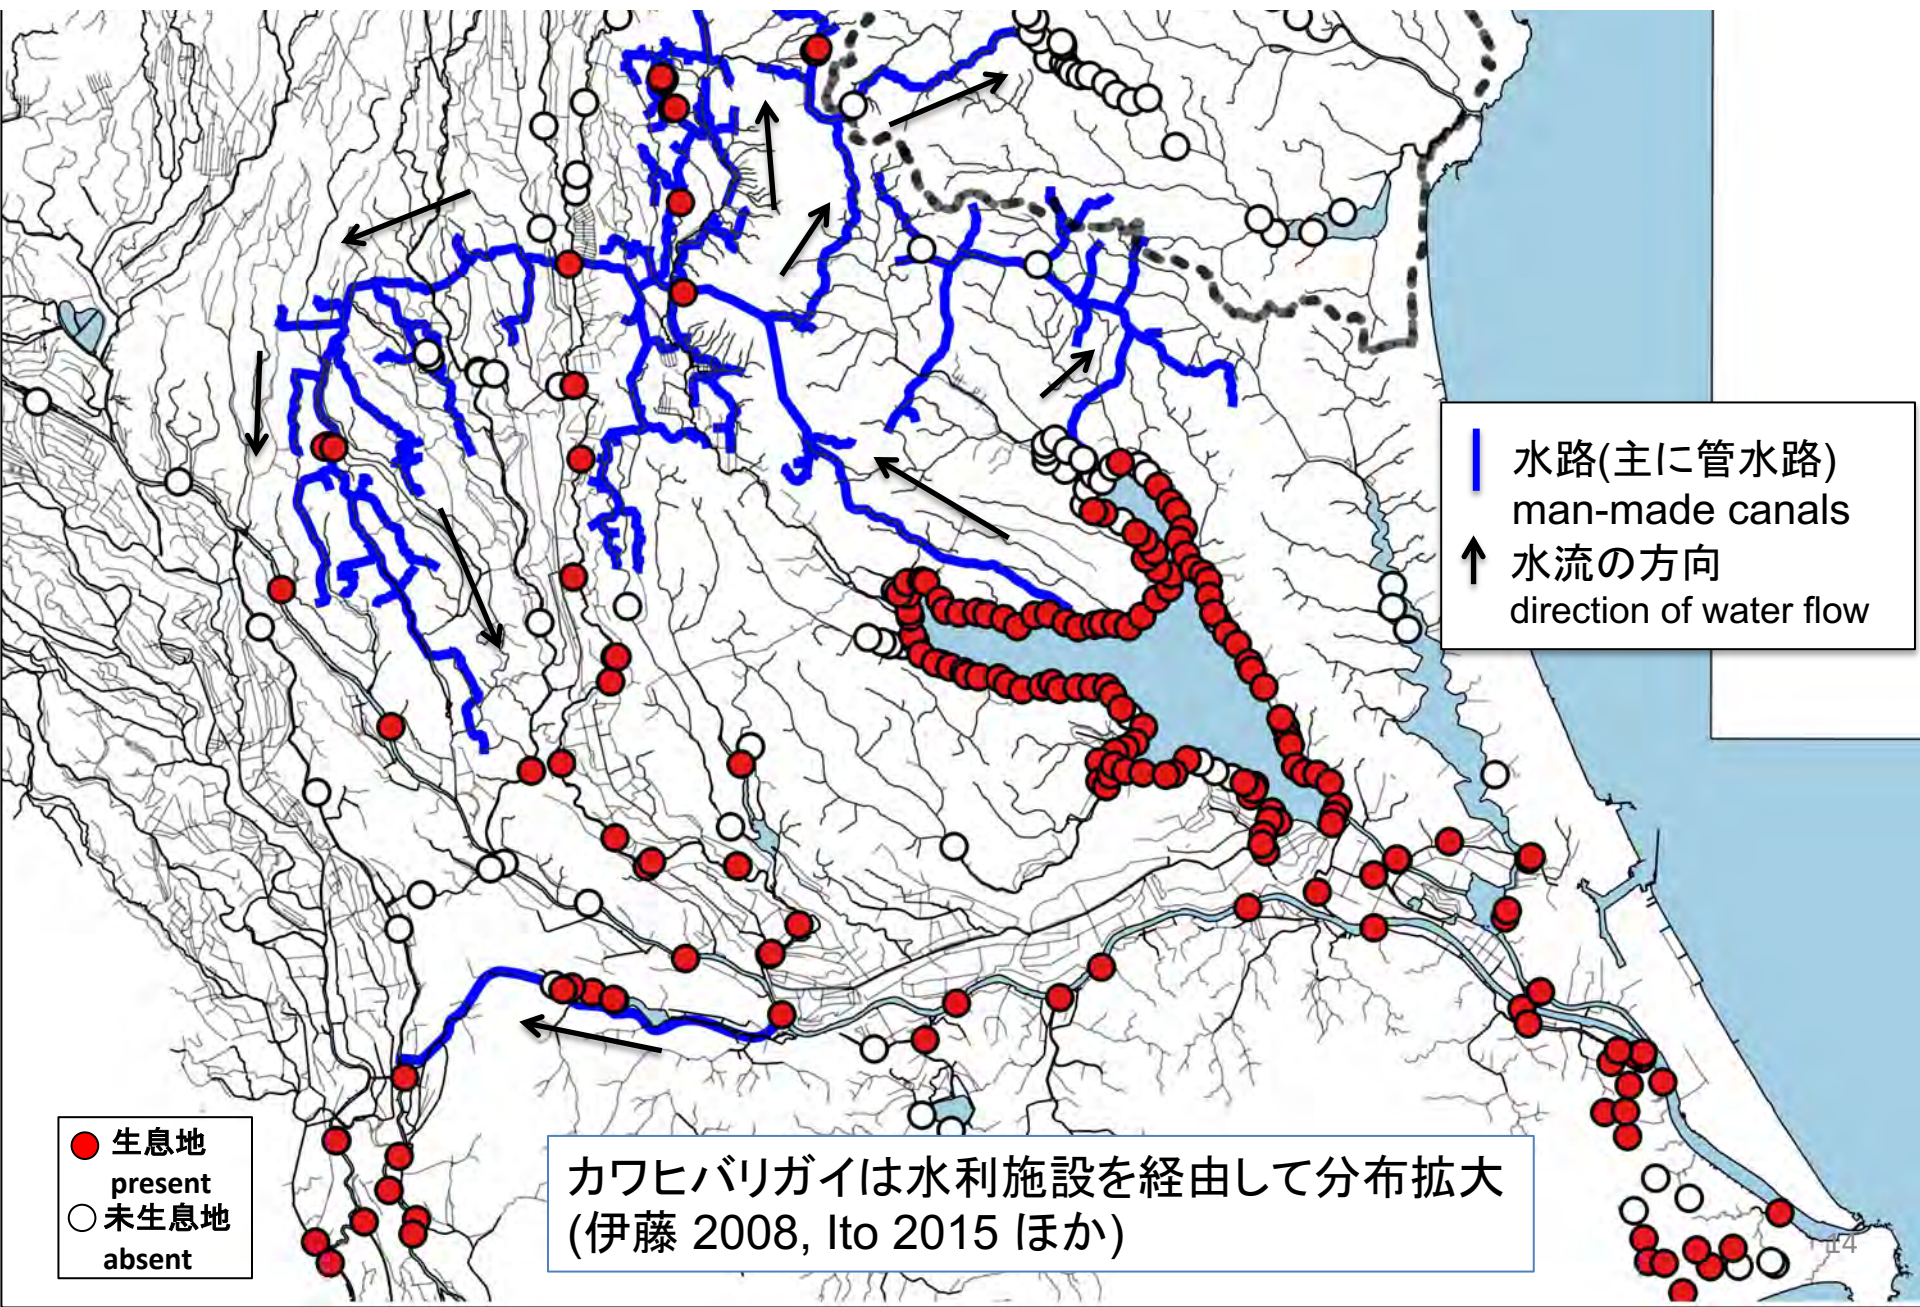 水路(主に管水路)
man-made canals
水流の方向
direction of water flow
生息地
present
未生息地
absent
カワヒバリガイは水利施設を経由して分布拡大
(伊藤 2008, Ito 2015 ほか)
14